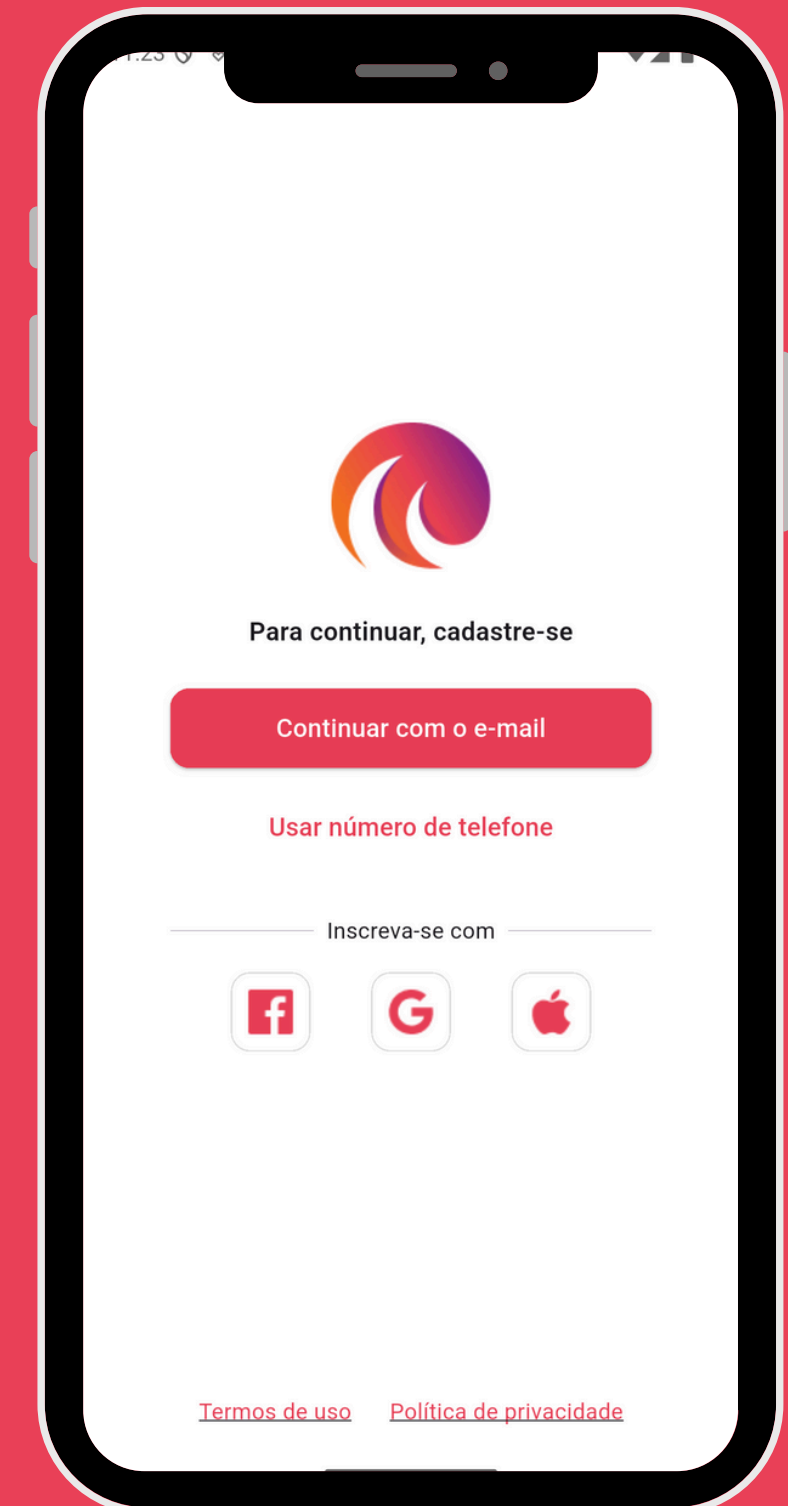 Para continuar, cadastre-se
Continuar com o e-mail
Usar número de telefone
Inscreva-se com
Termos de uso Política de privacidade